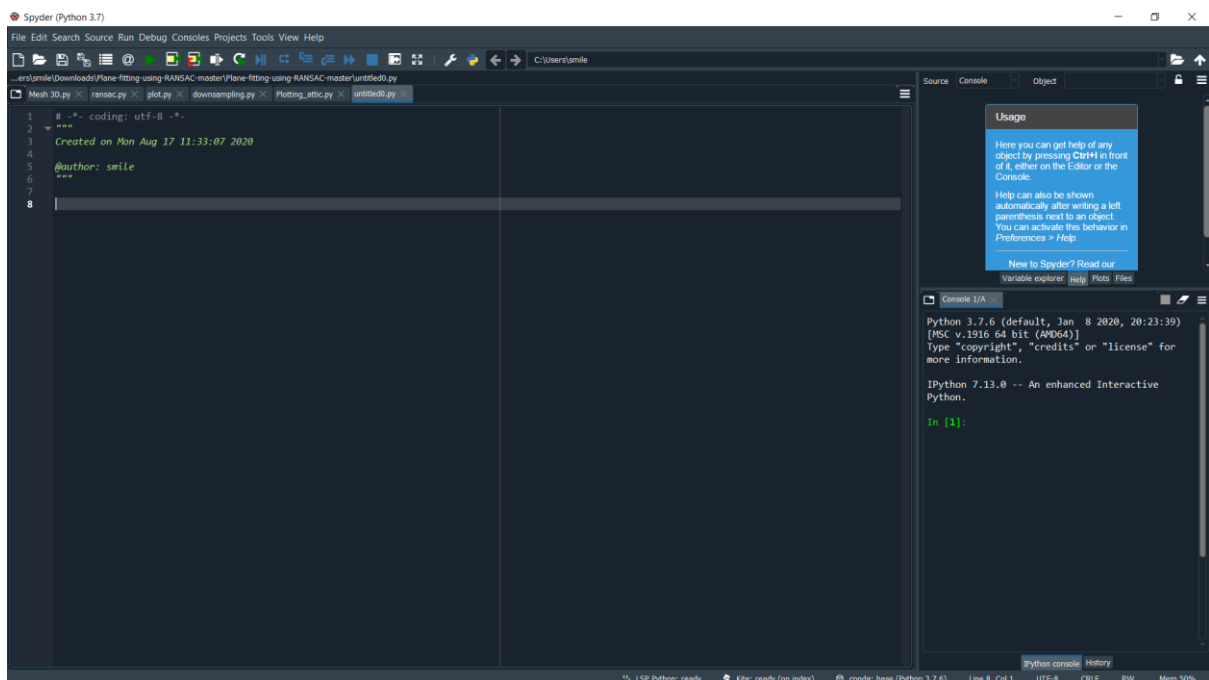 Spyder (Python 3.7)
File Edit Search Source Run Debug Consoles Projects Tools View Help
C:\Users\smile
...ers\smile\Downloads\Plane-fitting-using-RANSAC-master\Plane-fitting-using-RANSAC-master\untitled0.py
Mesh 3D.py ransac.py plot.py downsampling.py Plotting_attic.py untitled0.py
1 # -*- coding: utf-8 -*-
2 """
3 Created on Mon Aug 17 11:33:07 2020
4
5 @author: smile
6 """
7
8
Source Console Object
Usage
Here you can get help of any
object by pressing Ctrl+I in front
of it, either on the Editor or the
Console.
Help can also be shown
automatically after writing a left
parenthesis next to an object.
You can activate this behavior in
Preferences > Help.
New to Spyder? Read our
Variable explorer Help Plots Files
Console 1/A
Python 3.7.6 (default, Jan 8 2020, 20:23:39)
[MSC v.1916 64 bit (AMD64)]
Type "copyright", "credits" or "license" for
more information.
IPython 7.13.0 -- An enhanced Interactive
Python.
In [1]:
IPython console History
LSP Python: ready Kite: ready (no index) conda: base (Python 3.7.6) Line 8, Col 1 UTF-8 CRLF RW Mem 50%